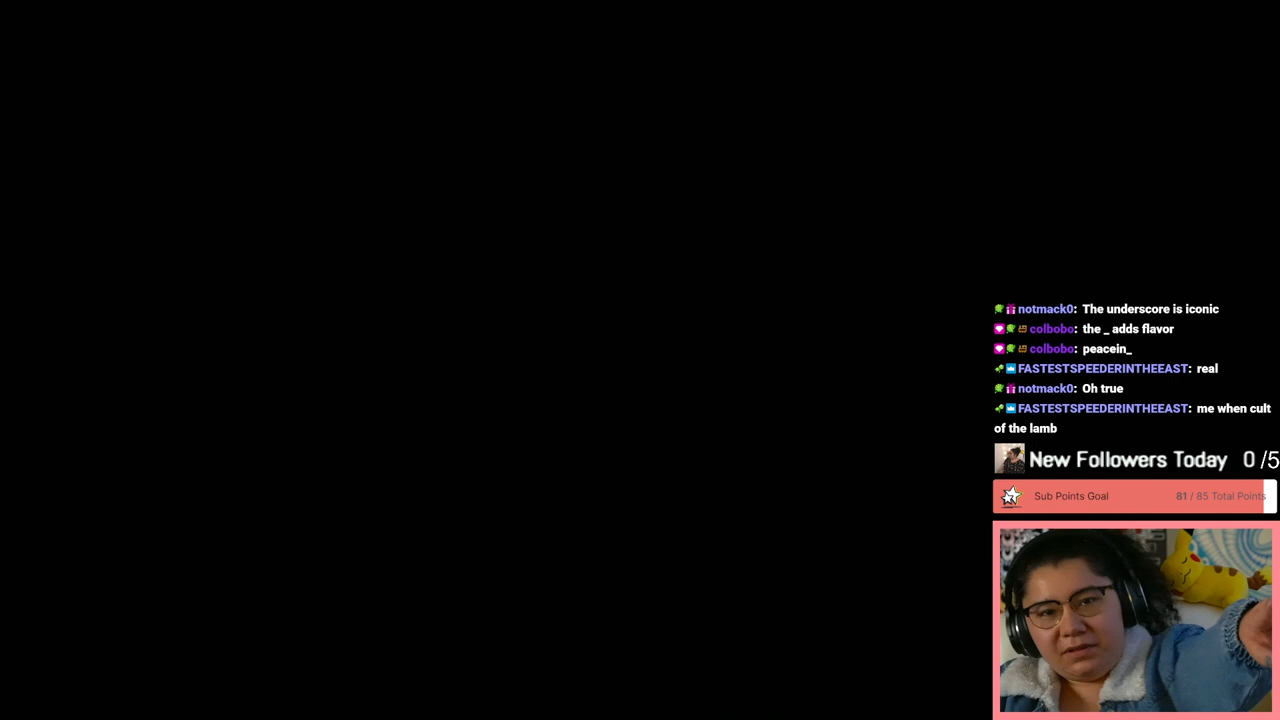 notmack0: The underscore is iconic
colbobo: the _ adds flavor
colbobo: peacein_
FASTESTSPEEDERINTHEEAST: real
notmack0: Oh true
FASTESTSPEEDERINTHEEAST: me when cult
of the lamb
New Followers Today 0 /5
Sub Points Goal 81 / 85 Total Points